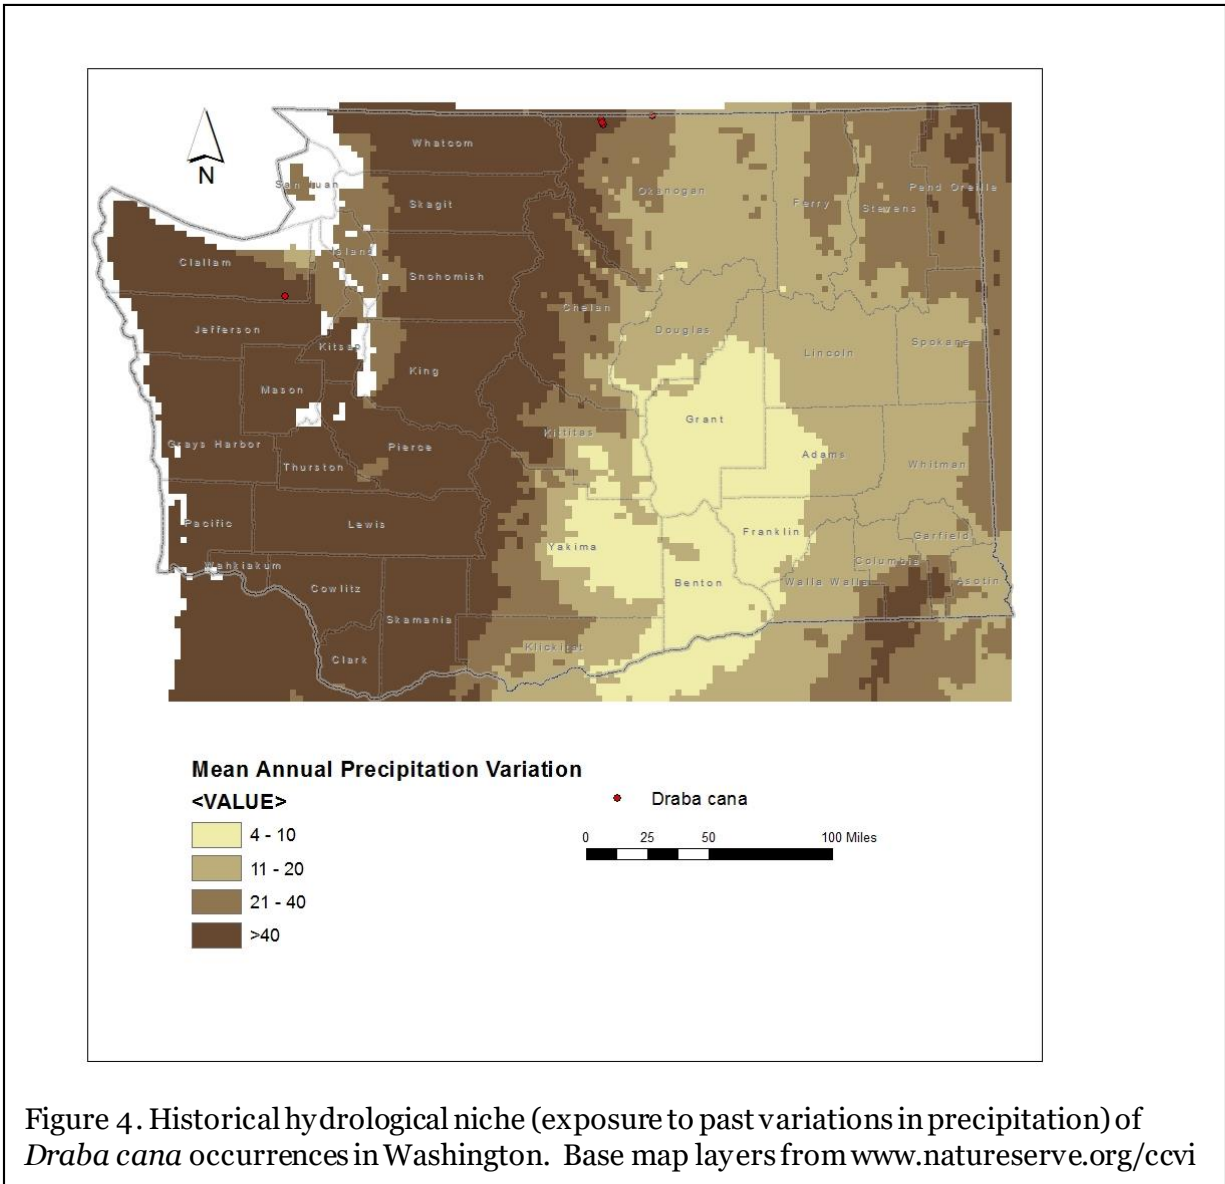 N
Whatcom
San Juan
Skagit
Okanogan
Ferry
Stevens
Pend Oreille
Clallam
Island
Snohomish
Chelan
Jefferson
Kitsap
Douglas
Lincoln
Spokane
King
Mason
Grant
Grays Harbor
Kittitas
Pierce
Adams
Thurston
Whitman
Pacific
Lewis
Yakima
Franklin
Garfield
Wahkiakum
Columbia
Cowlitz
Benton
Walla Walla
Asotin
Skamania
Clark
Klickitat
Mean Annual Precipitation Variation
<VALUE>
4 - 10
11 - 20
21 - 40
>40
Draba cana
0 25 50 100 Miles
Figure 4. Historical hydrological niche (exposure to past variations in precipitation) of
Draba cana occurrences in Washington. Base map layers from www.natureserve.org/ccvi